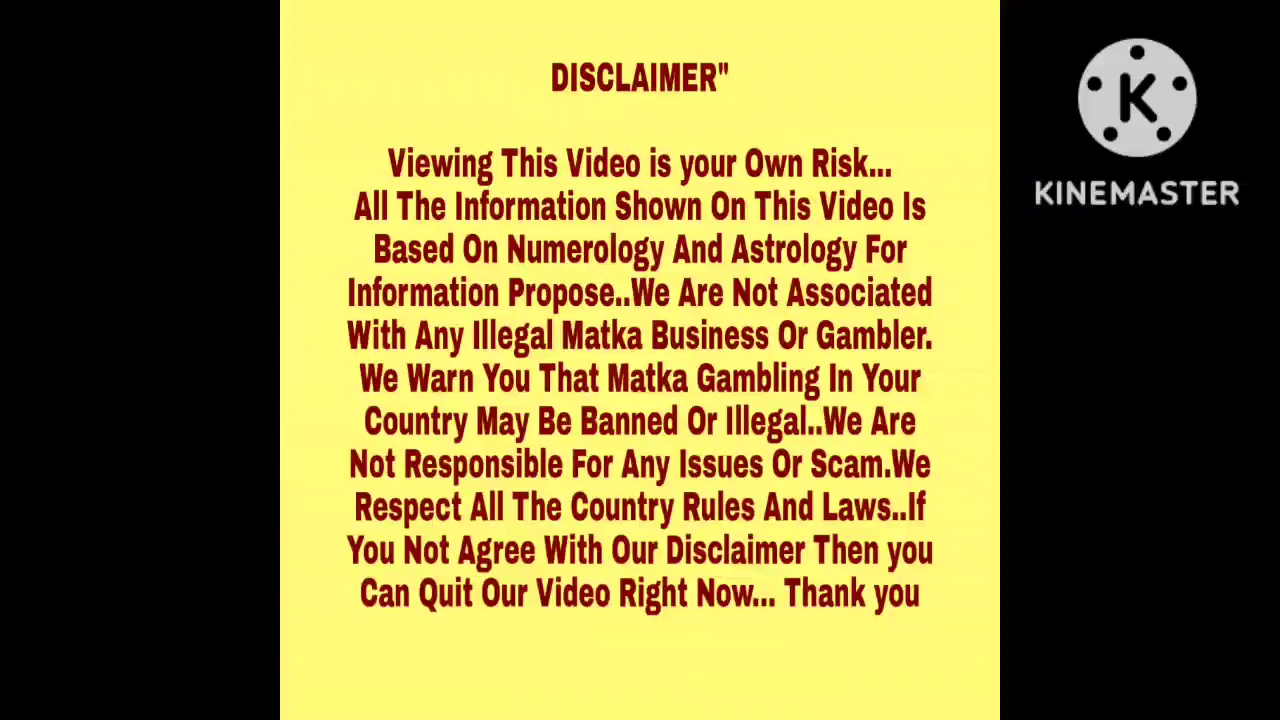 DISCLAIMER"
Viewing This Video is your Own Risk...
All The Information Shown On This Video Is
Based On Numerology And Astrology For
Information Propose..We Are Not Associated
With Any Illegal Matka Business Or Gambler.
We Warn You That Matka Gambling In Your
Country May Be Banned Or Illegal..We Are
Not Responsible For Any Issues Or Scam.We
Respect All The Country Rules And Laws..If
You Not Agree With Our Disclaimer Then you
Can Quit Our Video Right Now... Thank you
K
KINEMASTER